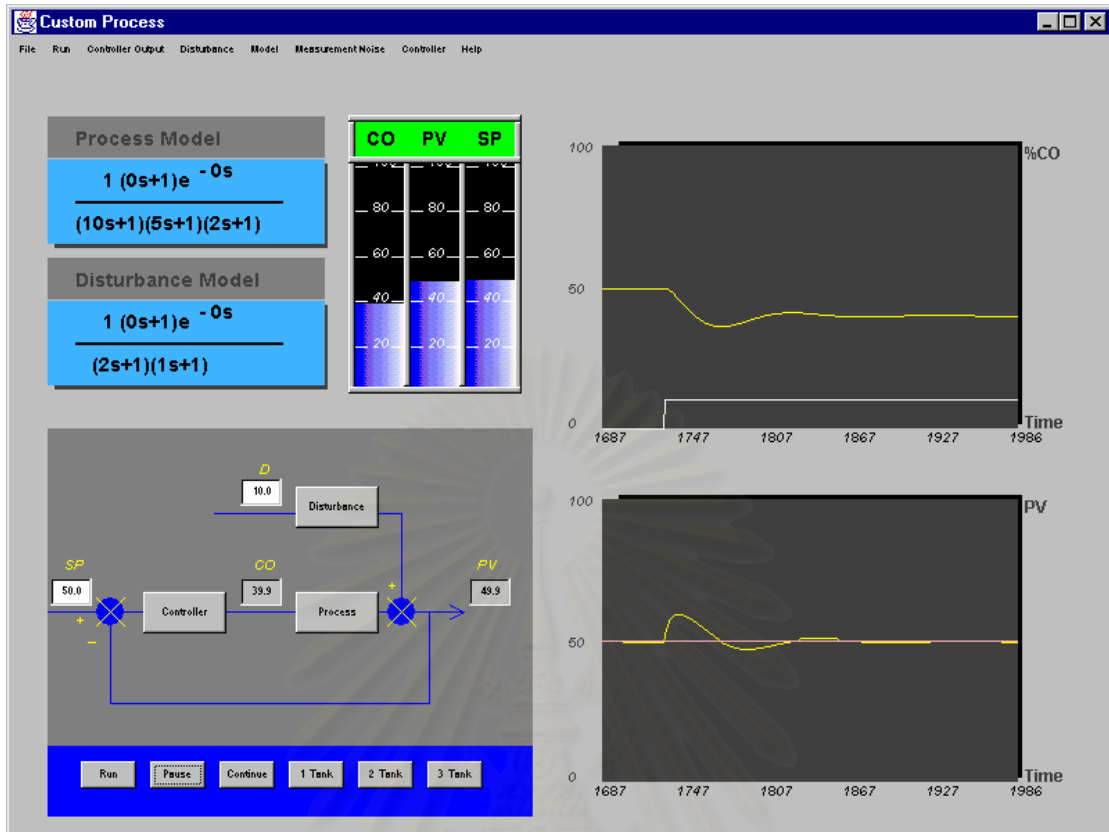 Custom Process
File Run Controller Output Disturbance Model Measurement Noise Controller Help
Process Model
1 (0s+1)e - 0s
(10s+1)(5s+1)(2s+1)
Disturbance Model
1 (0s+1)e - 0s
(2s+1)(1s+1)
CO PV SP
80 80 80
60 60 60
40 40 40
20 20 20
100
%CO
50
0
Time
1687 1747 1807 1867 1927 1986
D
10.0
Disturbance
SP
50.0
CO
39.9
PV
49.9
Controller
Process
+
+
–
100
PV
50
0
Time
1687 1747 1807 1867 1927 1986
Run Pause Continue 1 Tank 2 Tank 3 Tank